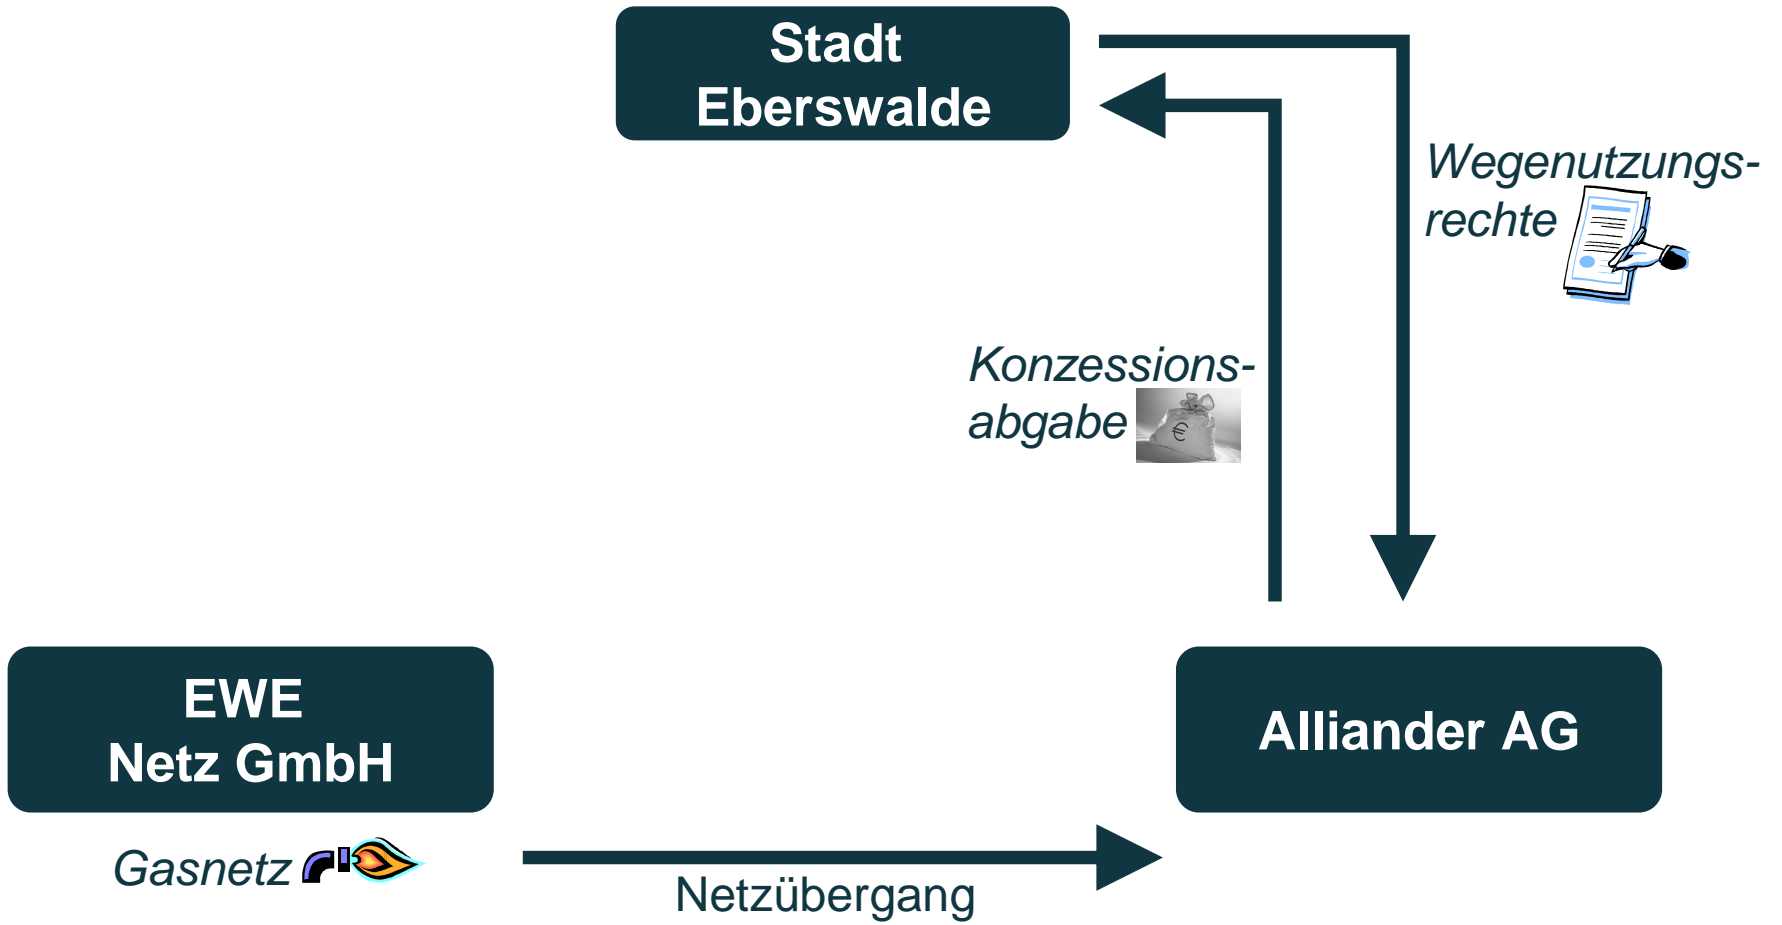 Stadt
Eberswalde
Wegenutzungs-
rechte
Konzessions-
abgabe
€
EWE
Netz GmbH
Alliander AG
Gasnetz
Netzübergang